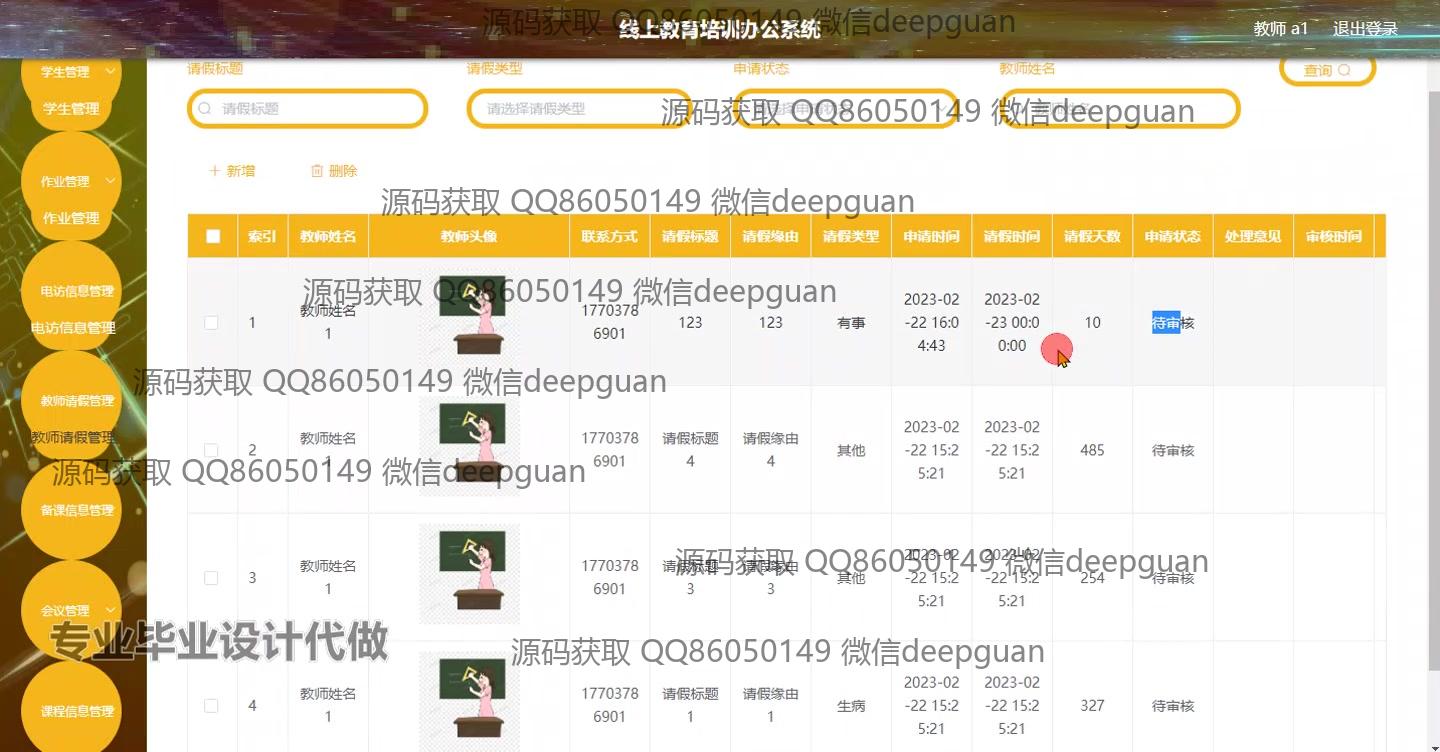 源码获取 QQ86050149 微信deepguan
线上教育培训办公系统
教师 a1 退出登录
学生管理
学生管理
作业管理
作业管理
电访信息管理
电访信息管理
教师请假管理
教师请假管理
备课信息管理
会议管理
课程信息管理
请假标题 请假类型 申请状态 教师姓名
查询
请假标题 请选择请假类型
源码获取 QQ86050149 微信deepguan
新增 删除
源码获取 QQ86050149 微信deepguan
索引 教师姓名 教师头像 联系方式 请假标题 请假缘由 请假类型 申请时间 请假时间 请假天数 申请状态 处理意见 审核时间
源码获取 QQ86050149 微信deepguan
1 教师姓名1 17703786901 123 123 有事 2023-02-22 16:04:43 2023-02-23 00:00:00 10 待审核
源码获取 QQ86050149 微信deepguan
2 教师姓名1 17703786901 请假标题4 请假缘由4 其他 2023-02-22 15:25:21 2023-02-22 15:25:21 485 待审核
源码获取 QQ86050149 微信deepguan
源码获取 QQ86050149 微信deepguan
3 教师姓名1 17703786901 请假标题3 请假缘由3 其他 2023-02-22 15:25:21 2023-02-22 15:25:21 254 待审核
专业毕业设计代做
源码获取 QQ86050149 微信deepguan
4 教师姓名1 17703786901 请假标题1 请假缘由1 生病 2023-02-22 15:25:21 2023-02-22 15:25:21 327 待审核